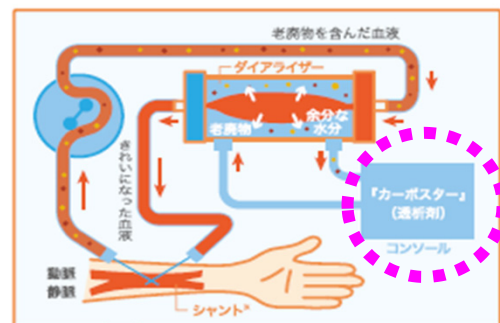 老廃物を含んだ血液
ダイアライザー
老廃物
余分な
水分
きれいになった血液
『カーボスター』
（透析剤）
コンソール
動脈
静脈
シャント*